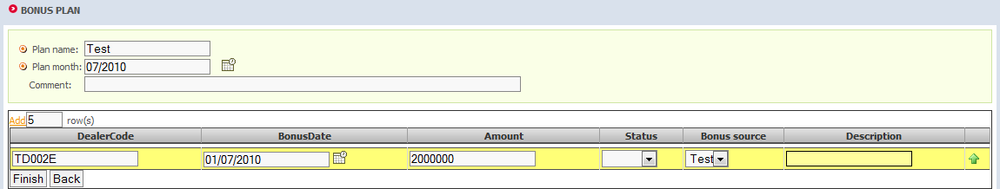 BONUS PLAN
Plan name: Test
Plan month: 07/2010
Comment:
Add 5 row(s)
DealerCode BonusDate Amount Status Bonus source Description
TD002E 01/07/2010 2000000 Test
Finish Back